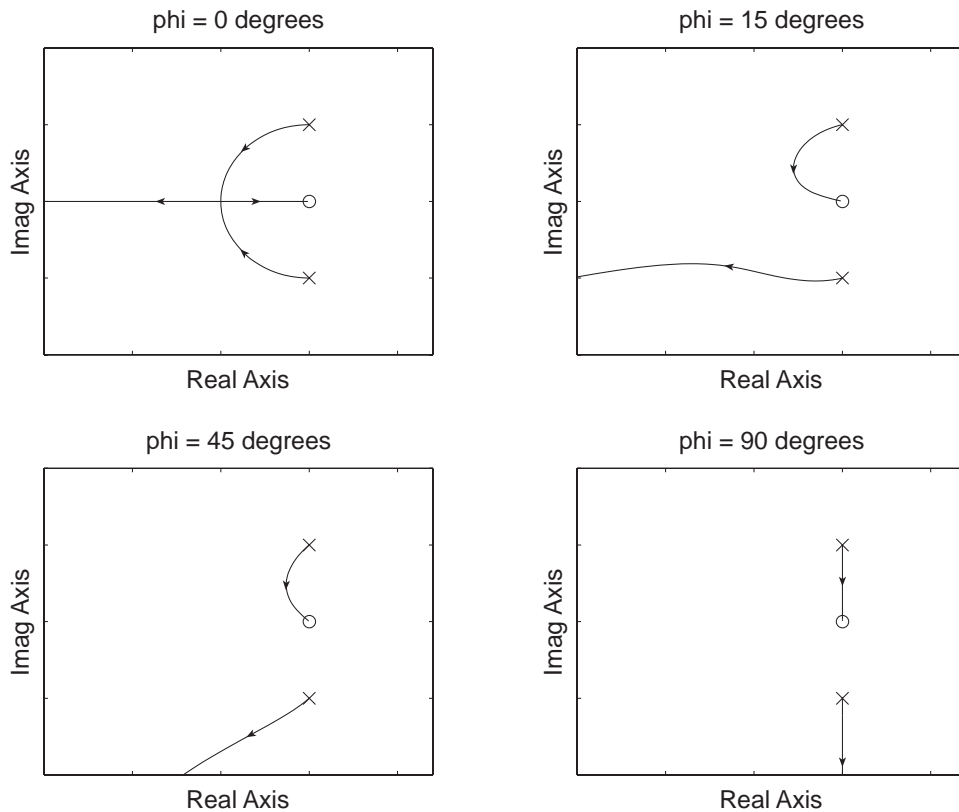 phi = 0 degrees
Imag Axis
Real Axis
phi = 15 degrees
Imag Axis
Real Axis
phi = 45 degrees
Imag Axis
Real Axis
phi = 90 degrees
Imag Axis
Real Axis